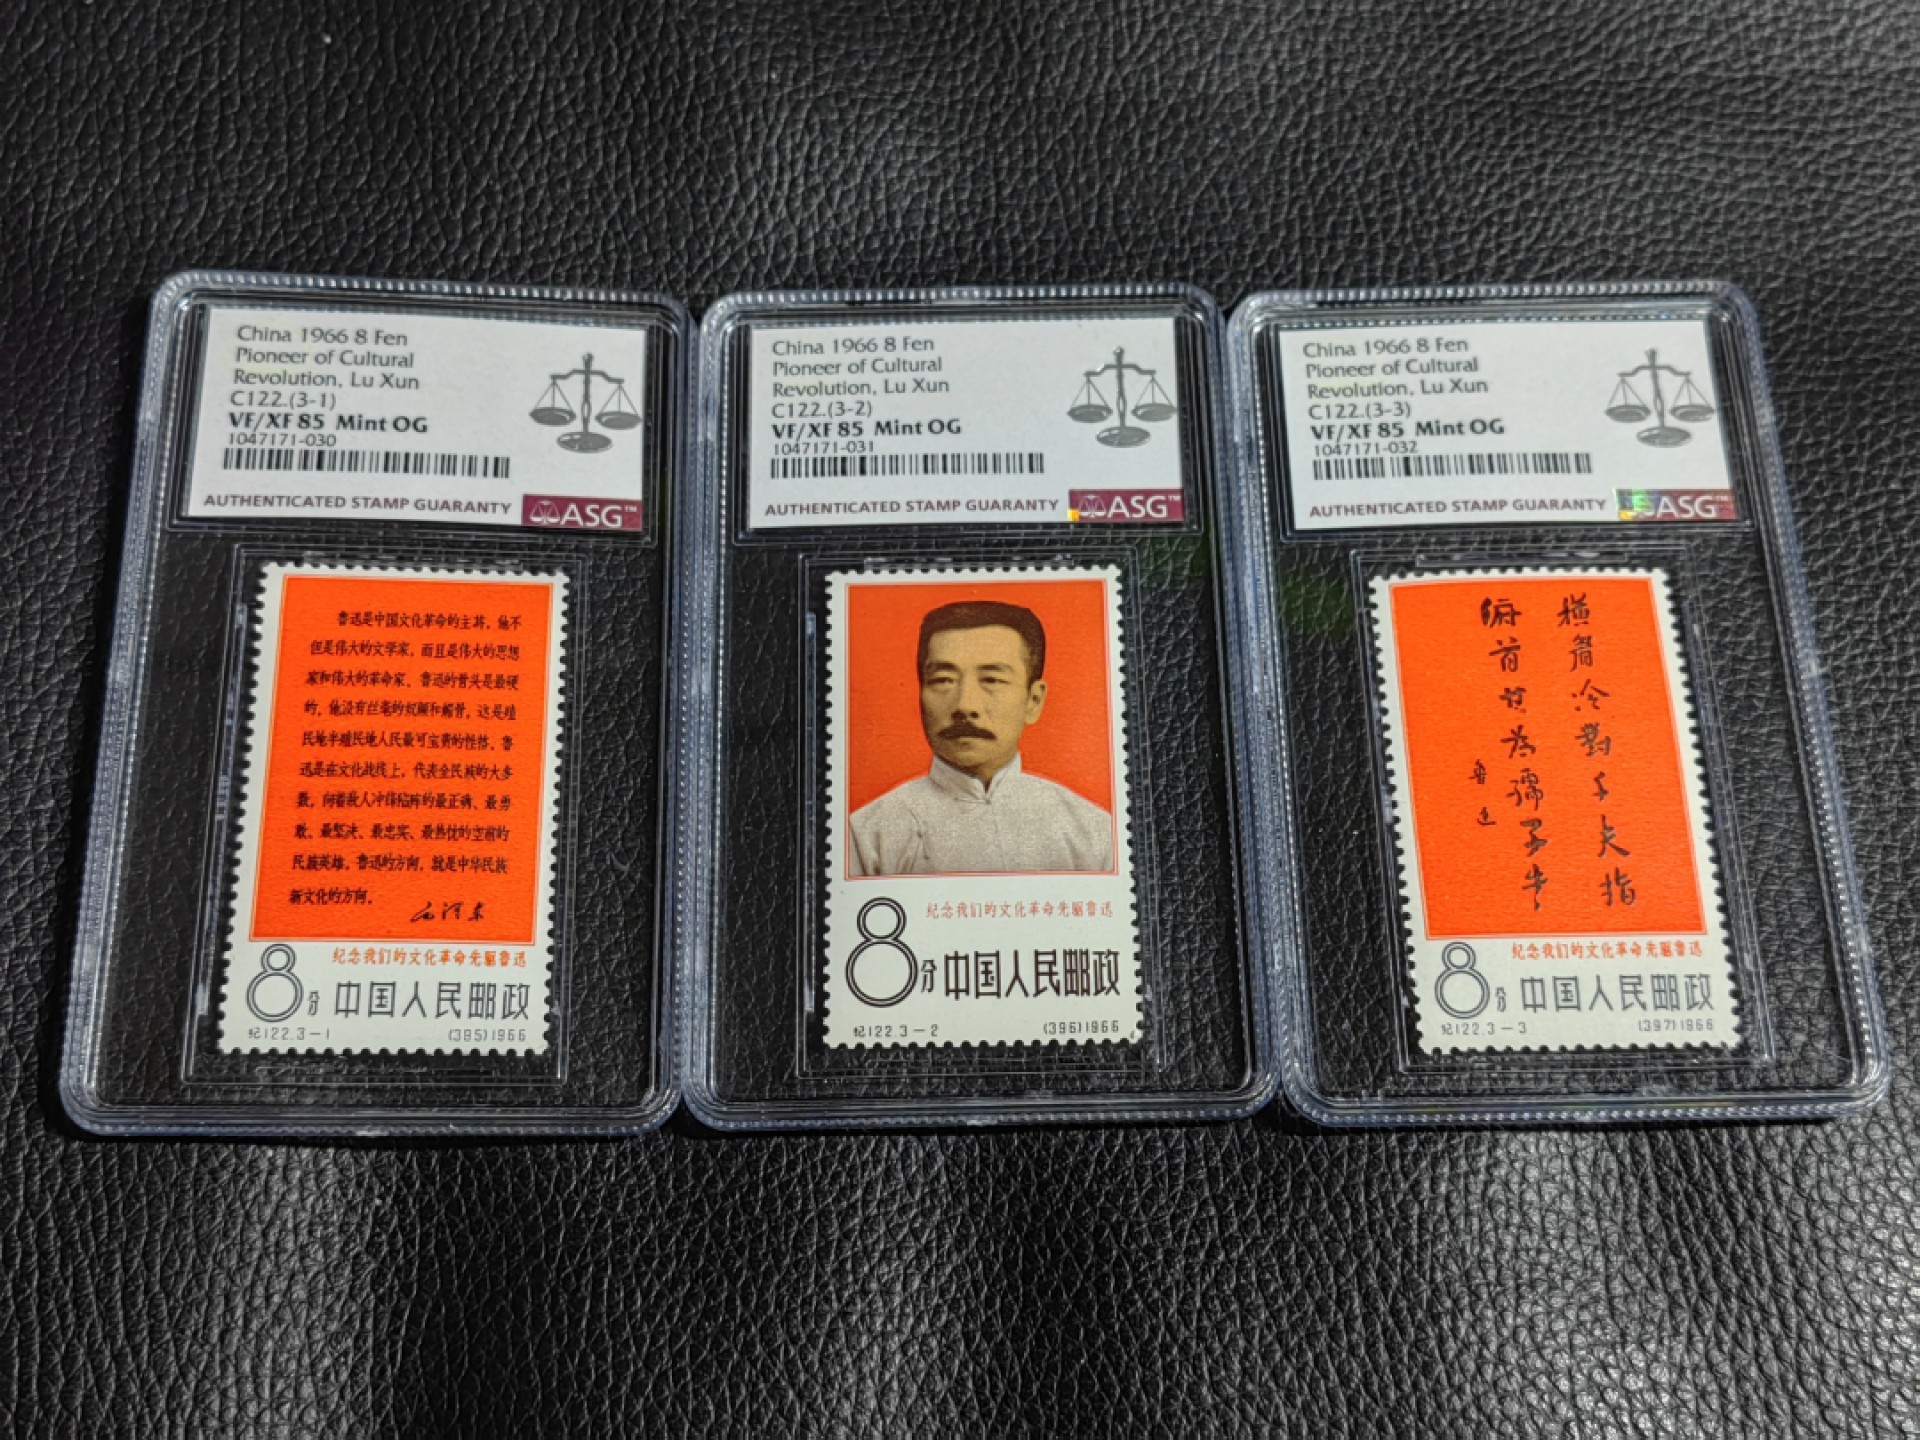 China 1966 8 Fen
Pioneer of Cultural
Revolution, Lu Xun
C122.(3-1)
VF/XF 85 Mint OG
1047171-030
AUTHENTICATED STAMP GUARANTY ASG™
鲁迅是中国文化革命的主将，他不
但是伟大的文学家，而且是伟大的思想
家和伟大的革命家。鲁迅的骨头是最硬
的，他没有丝毫的奴颜和媚骨，这是殖
民地半殖民地人民最可宝贵的性格。鲁
迅是在文化战线上，代表全民族的大多
数，向着敌人冲锋陷阵的最正确、最勇
敢、最坚决、最忠实、最热忱的空前的
民族英雄。鲁迅的方向，就是中华民族
新文化的方向。
毛泽东
纪念我们的文化革命先驱鲁迅
8分 中国人民邮政
纪122.3-1 (395)1966
China 1966 8 Fen
Pioneer of Cultural
Revolution, Lu Xun
C122.(3-2)
VF/XF 85 Mint OG
1047171-031
AUTHENTICATED STAMP GUARANTY ASG™
纪念我们的文化革命先驱鲁迅
8分 中国人民邮政
纪122.3-2 (396)1966
China 1966 8 Fen
Pioneer of Cultural
Revolution, Lu Xun
C122.(3-3)
VF/XF 85 Mint OG
1047171-032
AUTHENTICATED STAMP GUARANTY ASG™
横眉冷對千夫指
俯首甘为孺子牛
鲁迅
纪念我们的文化革命先驱鲁迅
8分 中国人民邮政
纪122.3-3 (397)1966